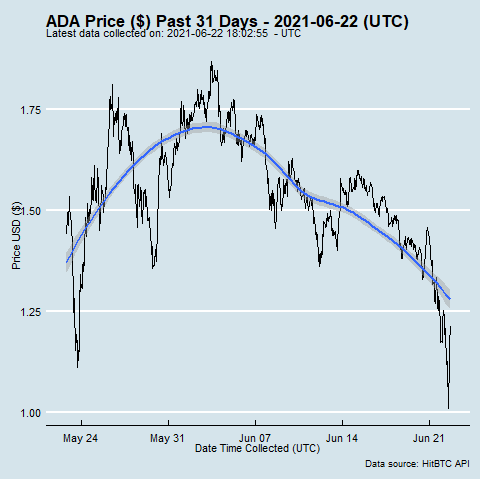 ADA Price ($) Past 31 Days - 2021-06-22 (UTC)
Latest data collected on: 2021-06-22 18:02:55  - UTC
Price USD ($)
1.75
1.50
1.25
1.00
May 24 May 31 Jun 07 Jun 14 Jun 21
Date Time Collected (UTC)
Data source: HitBTC API